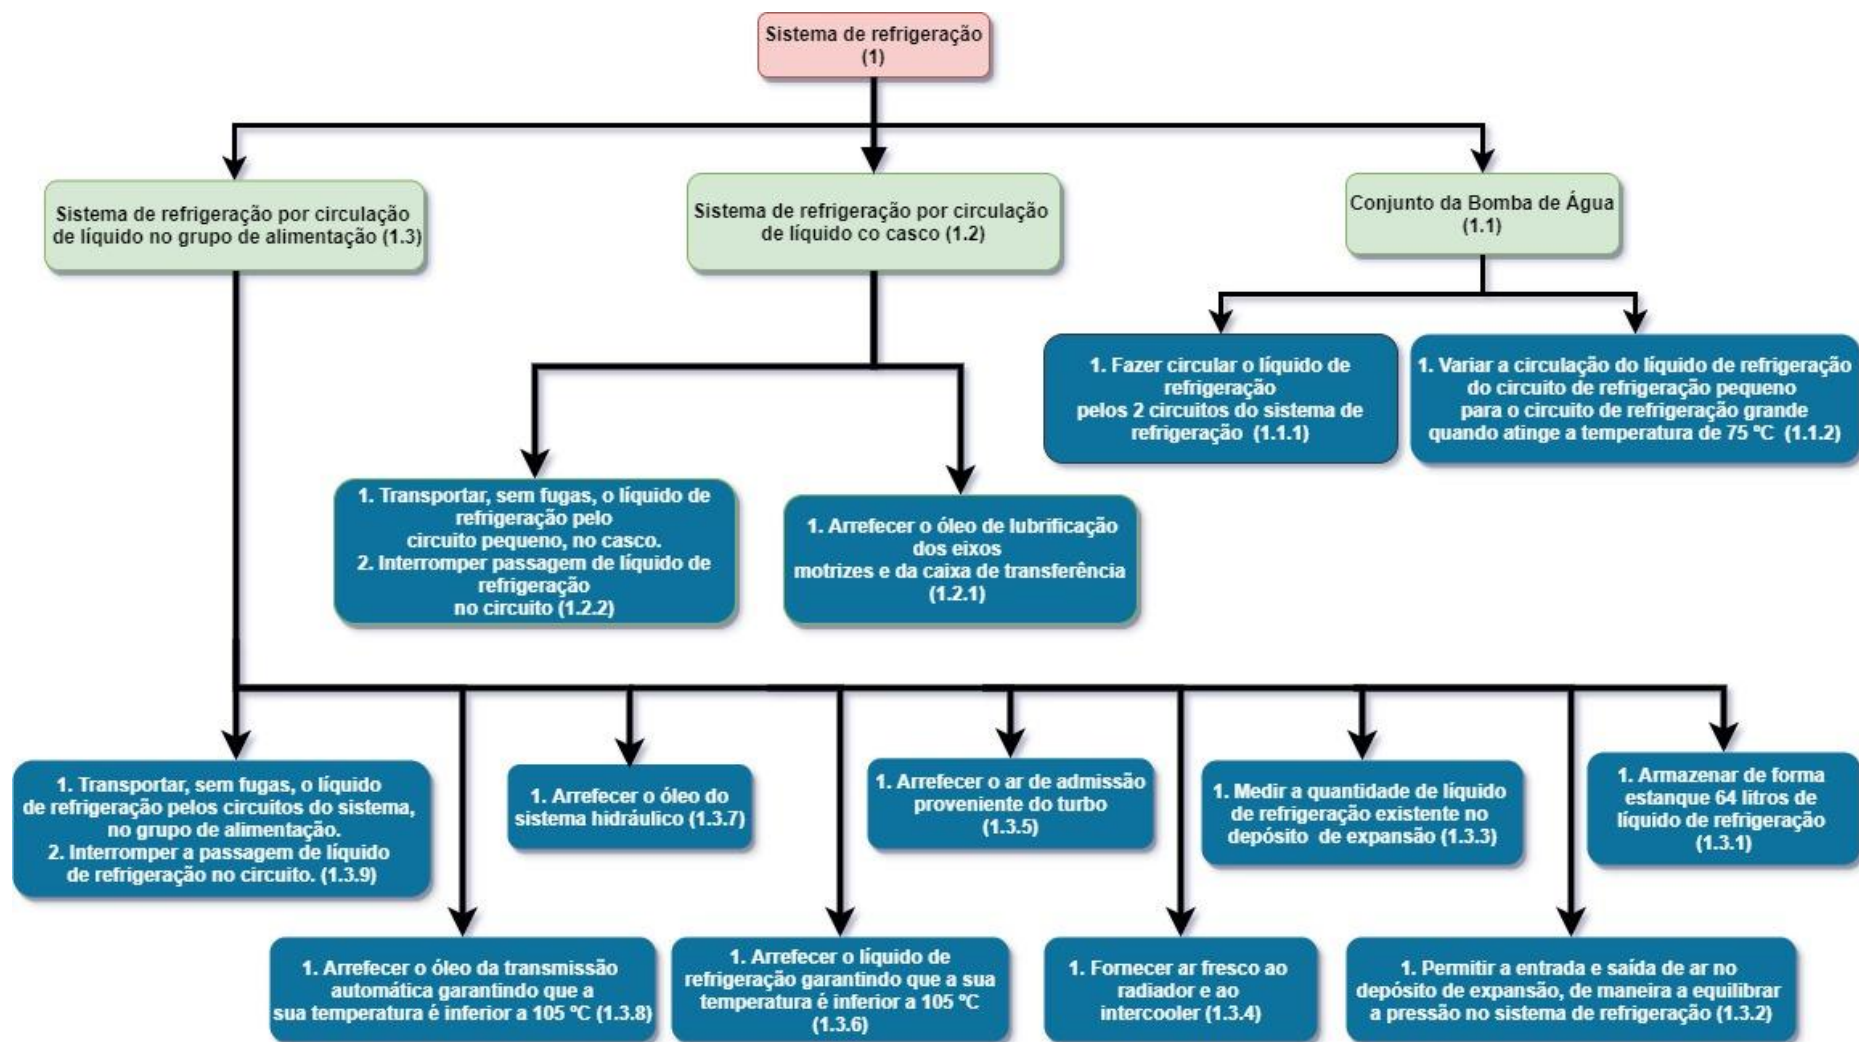 Sistema de refrigeração
(1)
Sistema de refrigeração por circulação
de líquido no grupo de alimentação (1.3)
Sistema de refrigeração por circulação
de líquido co casco (1.2)
Conjunto da Bomba de Água
(1.1)
1. Fazer circular o líquido de
refrigeração
pelos 2 circuitos do sistema de
refrigeração (1.1.1)
1. Variar a circulação do líquido de refrigeração
do circuito de refrigeração pequeno
para o circuito de refrigeração grande
quando atinge a temperatura de 75 ºC (1.1.2)
1. Transportar, sem fugas, o líquido de
refrigeração pelo
circuito pequeno, no casco.
2. Interromper passagem de líquido de
refrigeração
no circuito (1.2.2)
1. Arrefecer o óleo de lubrificação
dos eixos
motrizes e da caixa de transferência
(1.2.1)
1. Transportar, sem fugas, o líquido
de refrigeração pelos circuitos do sistema,
no grupo de alimentação.
2. Interromper a passagem de líquido
de refrigeração no circuito. (1.3.9)
1. Arrefecer o óleo do
sistema hidráulico (1.3.7)
1. Arrefecer o ar de admissão
proveniente do turbo
(1.3.5)
1. Medir a quantidade de líquido
de refrigeração existente no
depósito de expansão (1.3.3)
1. Armazenar de forma
estanque 64 litros de
líquido de refrigeração
(1.3.1)
1. Arrefecer o óleo da transmissão
automática garantindo que a
sua temperatura é inferior a 105 ºC (1.3.8)
1. Arrefecer o líquido de
refrigeração garantindo que a sua
temperatura é inferior a 105 ºC
(1.3.6)
1. Fornecer ar fresco ao
radiador e ao
intercooler (1.3.4)
1. Permitir a entrada e saída de ar no
depósito de expansão, de maneira a equilibrar
a pressão no sistema de refrigeração (1.3.2)